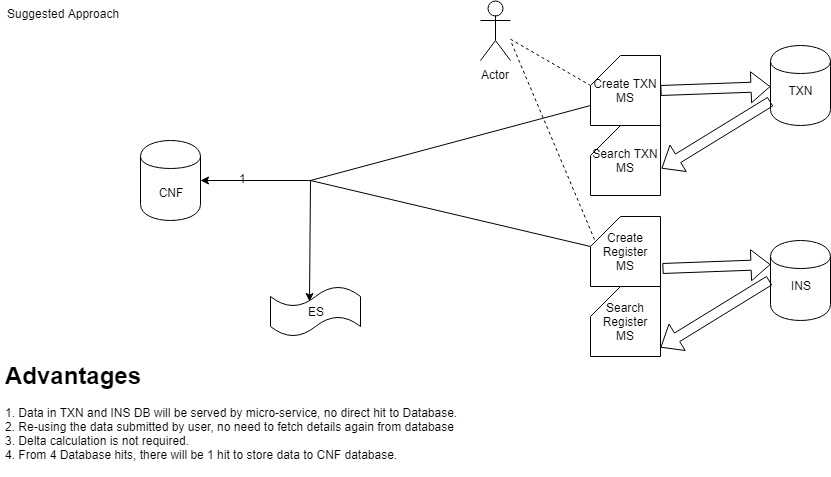 Suggested Approach
Actor
Create TXN
MS
TXN
Search TXN
MS
1
CNF
Create
Register
MS
INS
Search
Register
MS
ES
Advantages
1. Data in TXN and INS DB will be served by micro-service, no direct hit to Database.
2. Re-using the data submitted by user, no need to fetch details again from database
3. Delta calculation is not required.
4. From 4 Database hits, there will be 1 hit to store data to CNF database.